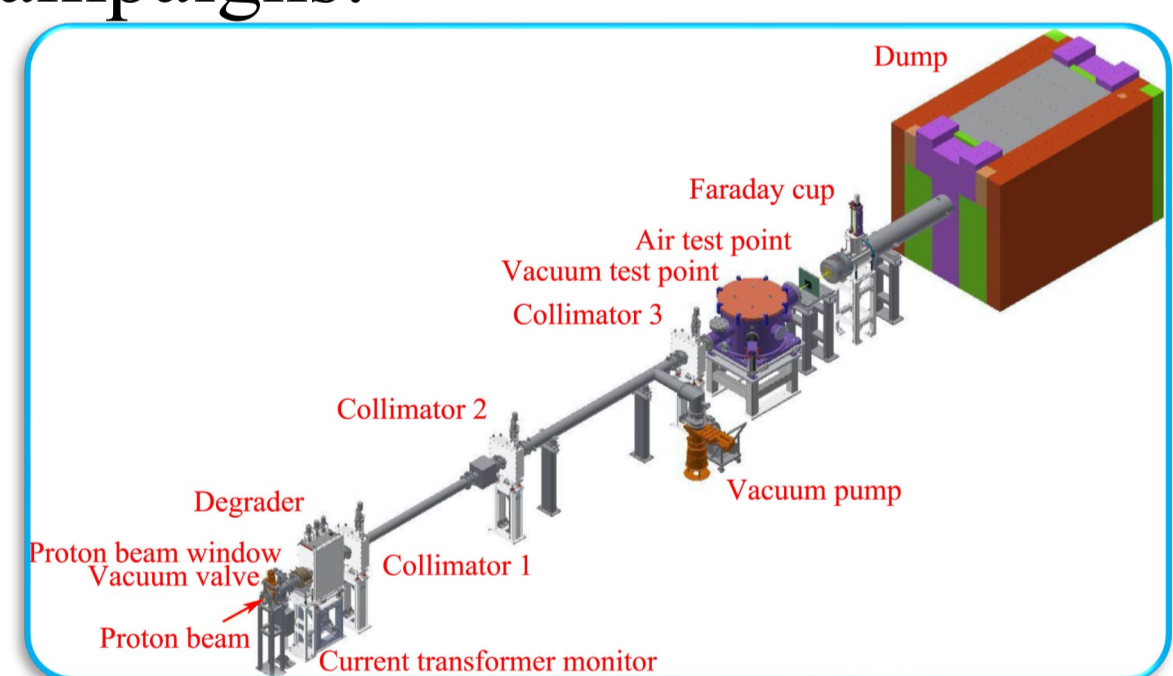 ampaigns.
Dump
Faraday cup
Air test point
Vacuum test point
Collimator 3
Collimator 2
Vacuum pump
Degrader
Proton beam window
Vacuum valve
Collimator 1
Proton beam
Current transformer monitor